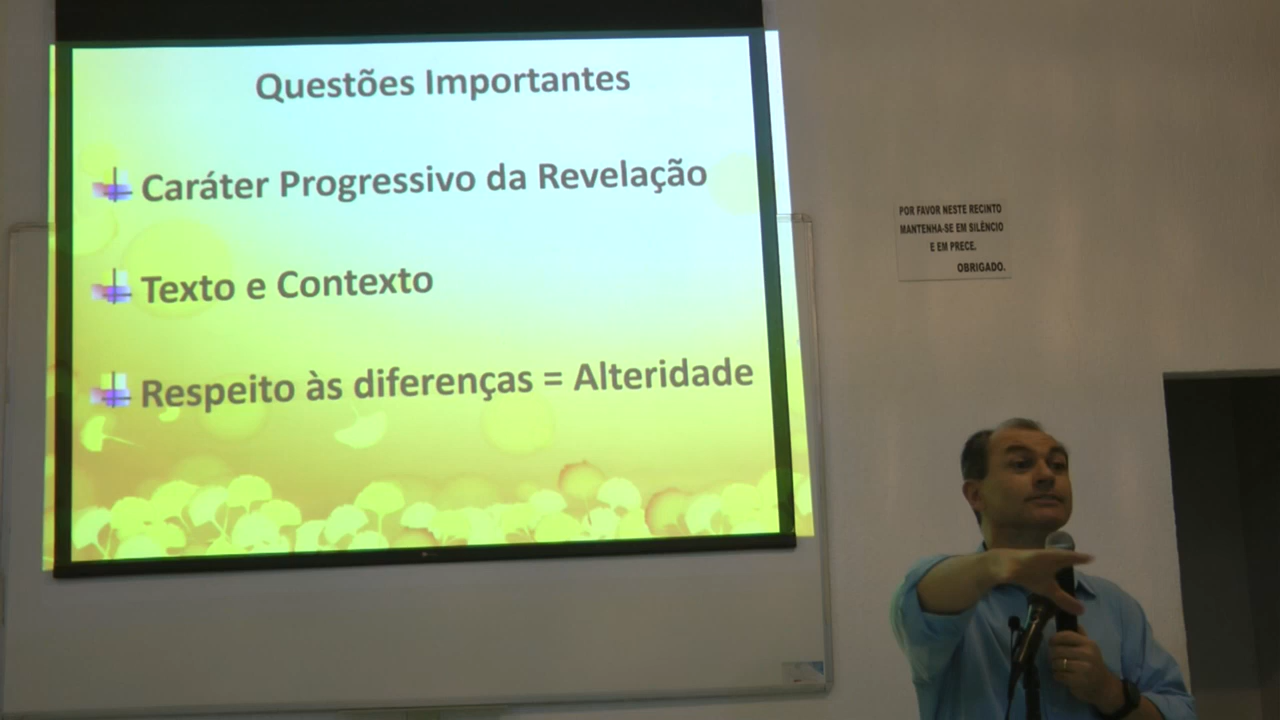 Questões Importantes
Caráter Progressivo da Revelação
Texto e Contexto
Respeito às diferenças = Alteridade
POR FAVOR NESTE RECINTO
MANTENHA-SE EM SILÊNCIO
E EM PRECE.
OBRIGADO.